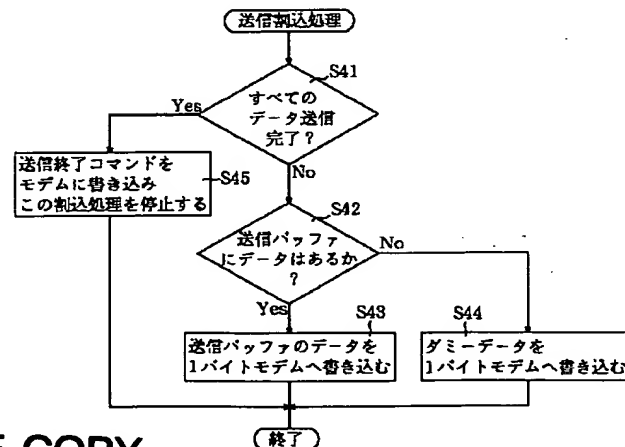 送信割込処理
S41
すべての
データ送信
完了?
Yes
No
送信終了コマンドを
モデムに書き込み
この割込処理を停止する
S45
S42
送信バッファ
にデータはあるか
?
No
Yes
S43
送信バッファのデータを
1バイトモデムへ書き込む
S44
ダミーデータを
1バイトモデムへ書き込む
終了